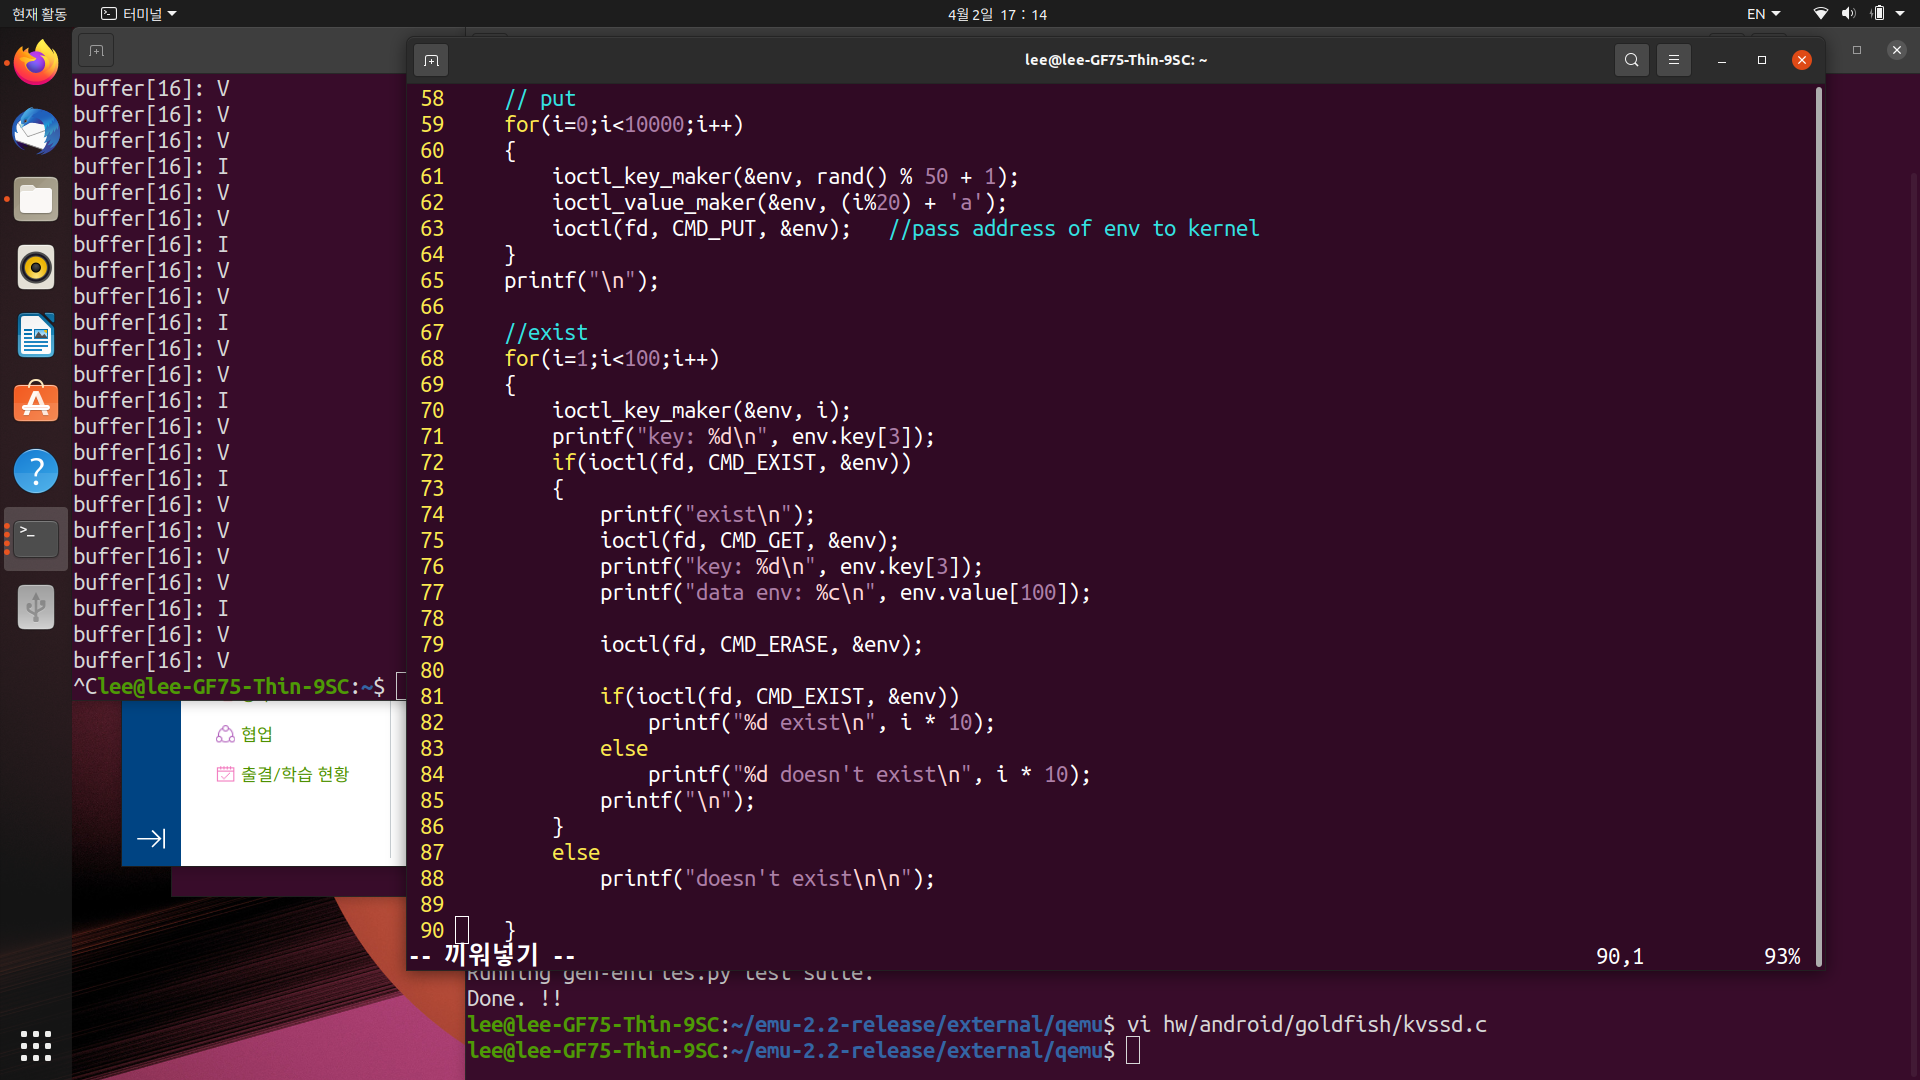 현재 활동
터미널
4월 2일 17 : 14
EN
buffer[16]: V
buffer[16]: V
buffer[16]: V
buffer[16]: I
buffer[16]: V
buffer[16]: V
buffer[16]: I
buffer[16]: V
buffer[16]: V
buffer[16]: I
buffer[16]: V
buffer[16]: V
buffer[16]: I
buffer[16]: V
buffer[16]: V
buffer[16]: I
buffer[16]: V
buffer[16]: V
buffer[16]: V
buffer[16]: V
buffer[16]: I
buffer[16]: V
buffer[16]: V
^Clee@lee-GF75-Thin-9SC:~$
협업
출결/학습 현황
lee@lee-GF75-Thin-9SC: ~
58     // put
59     for(i=0;i<10000;i++)
60     {
61         ioctl_key_maker(&env, rand() % 50 + 1);
62         ioctl_value_maker(&env, (i%20) + 'a');
63         ioctl(fd, CMD_PUT, &env);   //pass address of env to kernel
64     }
65     printf("\n");
66
67     //exist
68     for(i=1;i<100;i++)
69     {
70         ioctl_key_maker(&env, i);
71         printf("key: %d\n", env.key[3]);
72         if(ioctl(fd, CMD_EXIST, &env))
73         {
74             printf("exist\n");
75             ioctl(fd, CMD_GET, &env);
76             printf("key: %d\n", env.key[3]);
77             printf("data env: %c\n", env.value[100]);
78
79             ioctl(fd, CMD_ERASE, &env);
80
81             if(ioctl(fd, CMD_EXIST, &env))
82                 printf("%d exist\n", i * 10);
83             else
84                 printf("%d doesn't exist\n", i * 10);
85             printf("\n");
86         }
87         else
88             printf("doesn't exist\n\n");
89
90     }
-- 끼워넣기 --
90,1
93%
Running gen-entries.py test suite.
Done. !!
lee@lee-GF75-Thin-9SC:~/emu-2.2-release/external/qemu$ vi hw/android/goldfish/kvssd.c
lee@lee-GF75-Thin-9SC:~/emu-2.2-release/external/qemu$